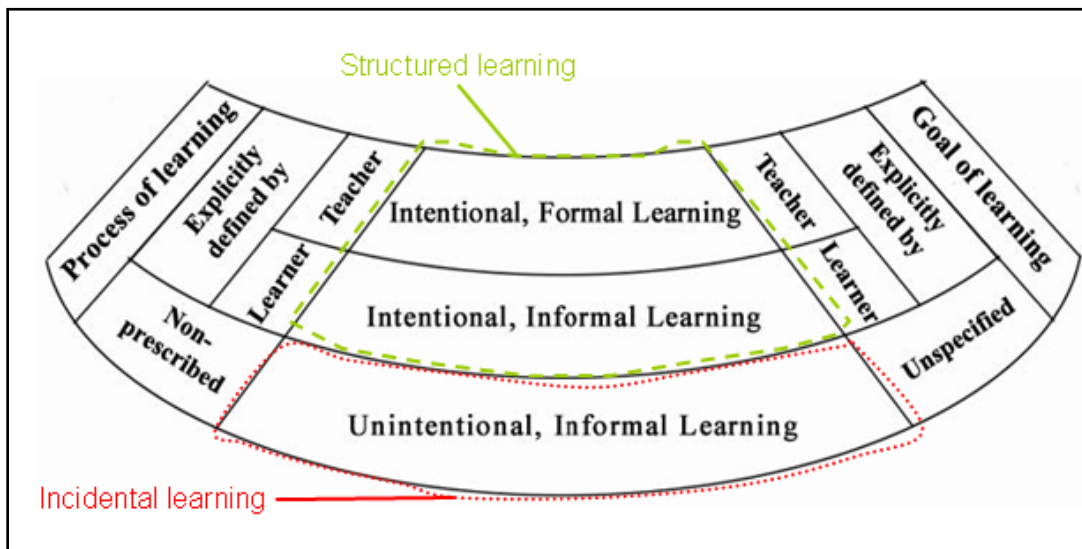 Structured learning
Process of learning
Explicitly
defined by
Teacher
Learner
Non-
prescribed
Intentional, Formal Learning
Intentional, Informal Learning
Unintentional, Informal Learning
Teacher
Learner
Explicitly
defined by
Goal of learning
Unspecified
Incidental learning